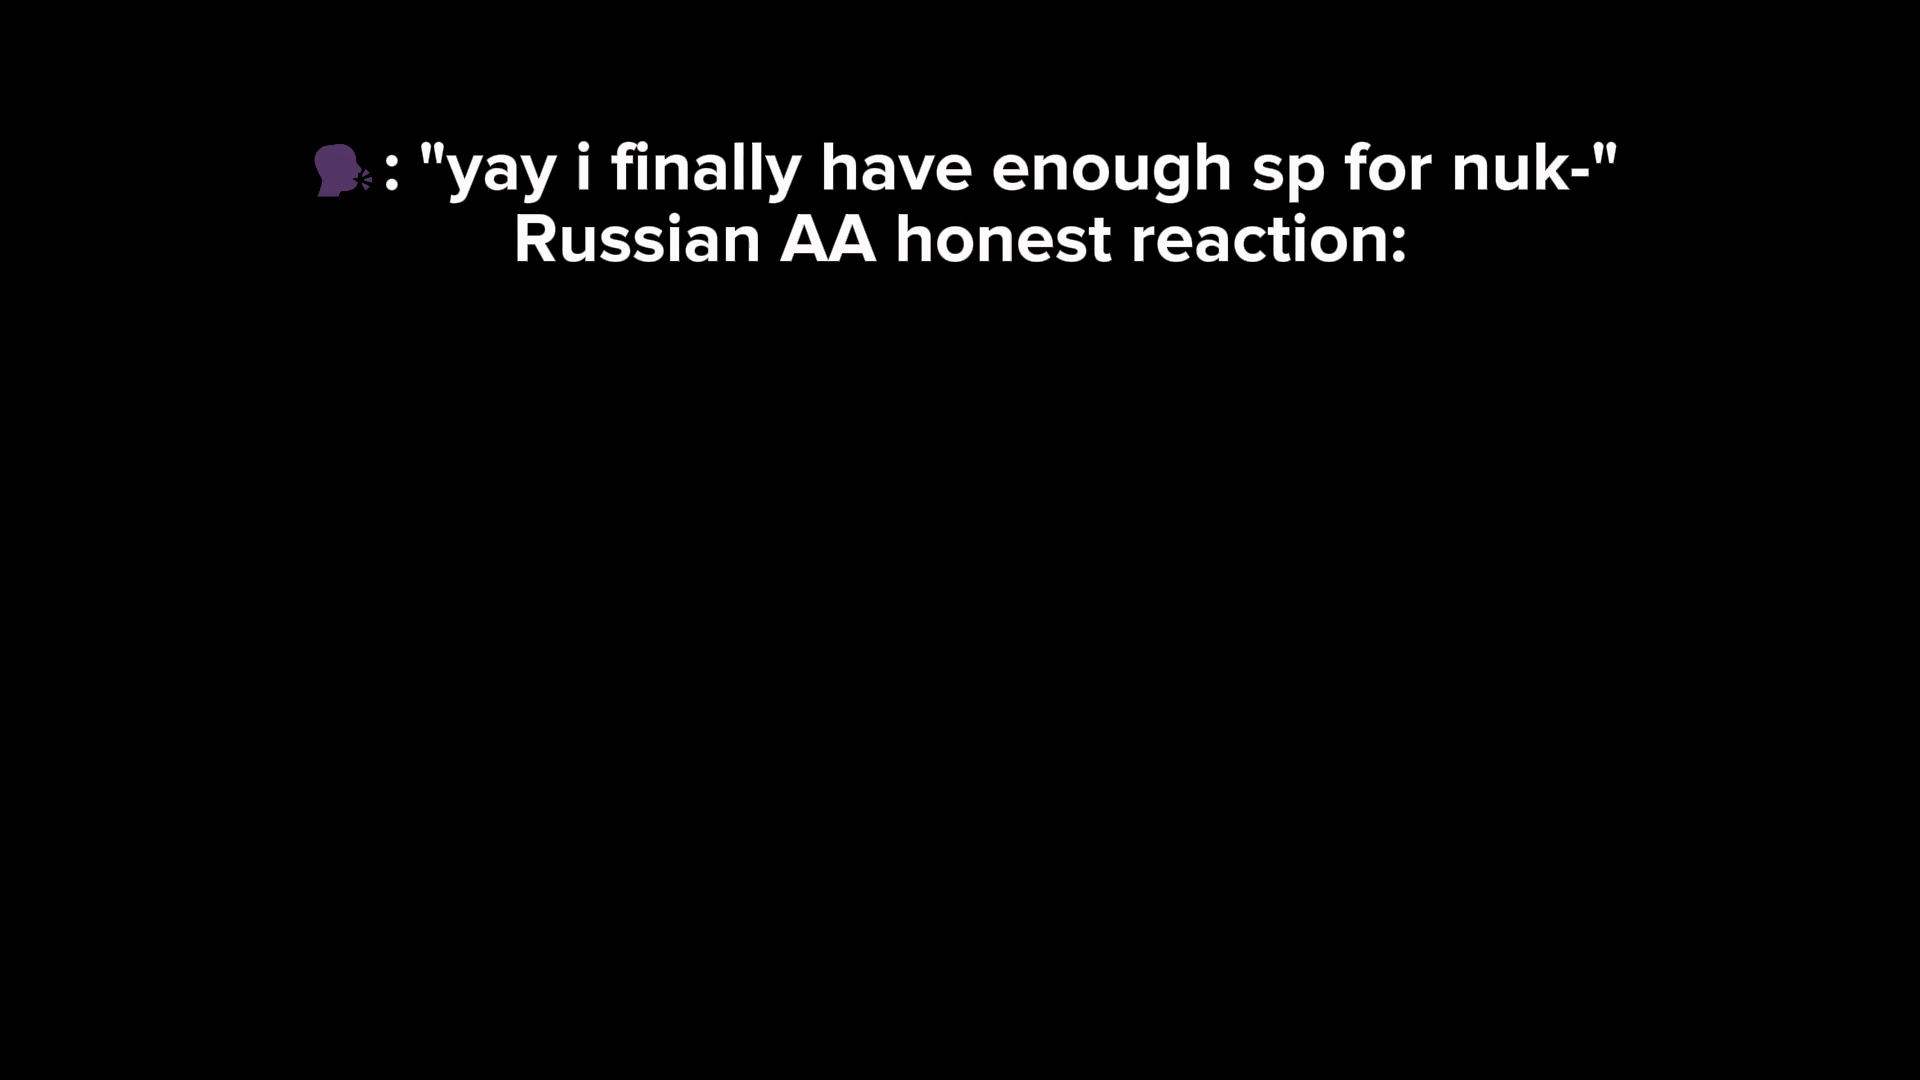 🗣: "yay i finally have enough sp for nuk-"
Russian AA honest reaction: